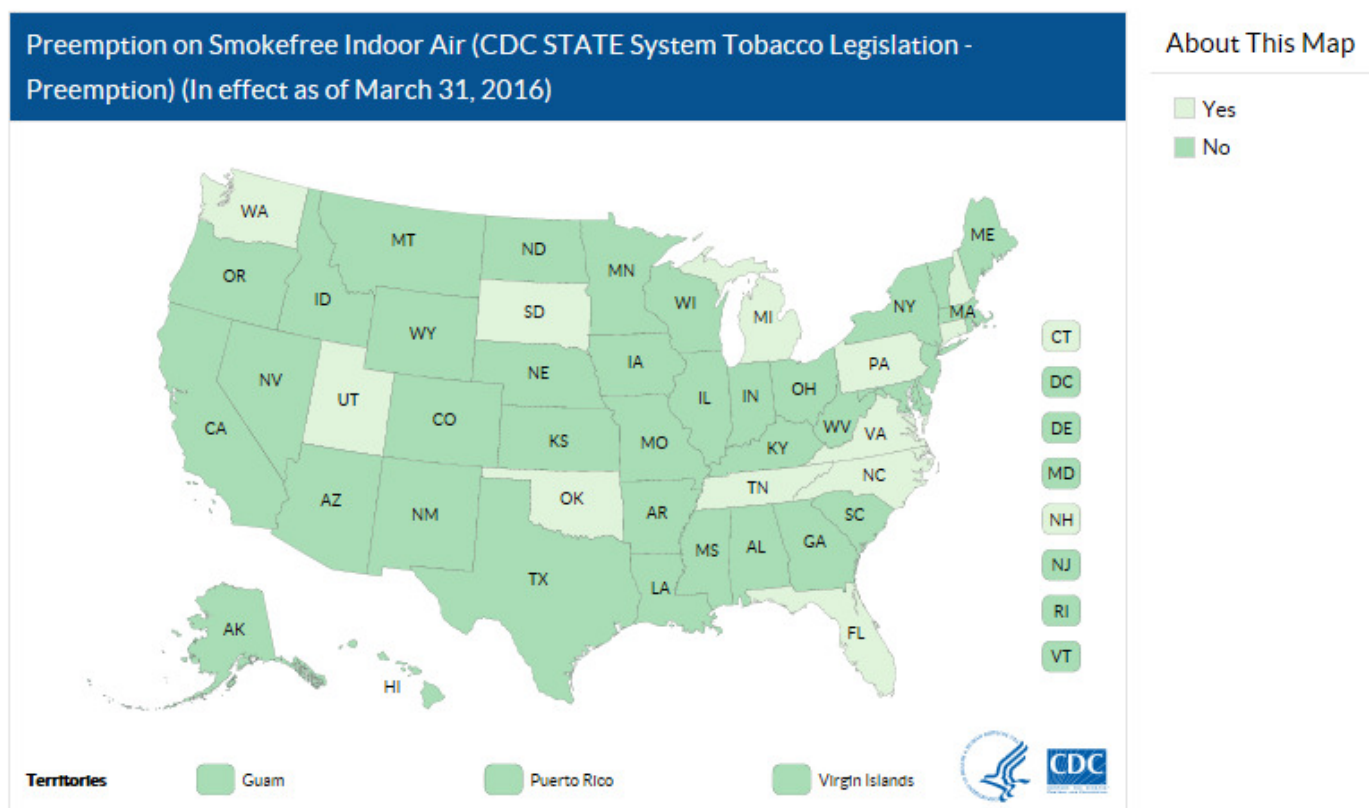 Preemption on Smokefree Indoor Air (CDC STATE System Tobacco Legislation -
Preemption) (In effect as of March 31, 2016)
About This Map
Yes
No
WA
MT
ND
MN
ME
OR
ID
SD
WI
MI
NY
MA
WY
NE
IA
PA
CT
NV
UT
CO
IL
IN
OH
DC
CA
KS
MO
KY
WV
VA
DE
AZ
NM
OK
AR
TN
NC
MD
TX
LA
MS
AL
GA
SC
NH
NJ
AK
HI
FL
RI
VT
Territories
Guam
Puerto Rico
Virgin Islands
CDC